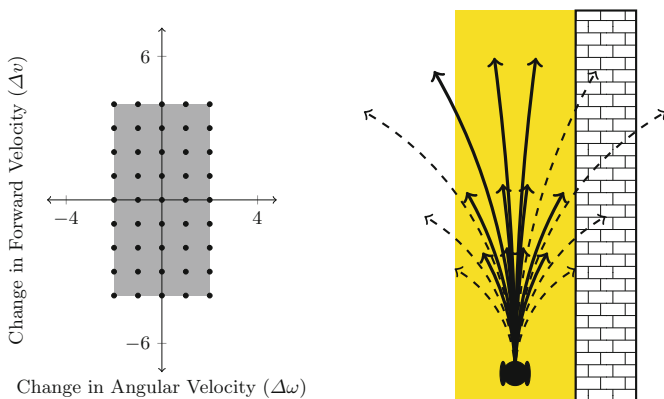 Change in Forward Velocity (Δv)
6
−4
4
−6
Change in Angular Velocity (Δω)